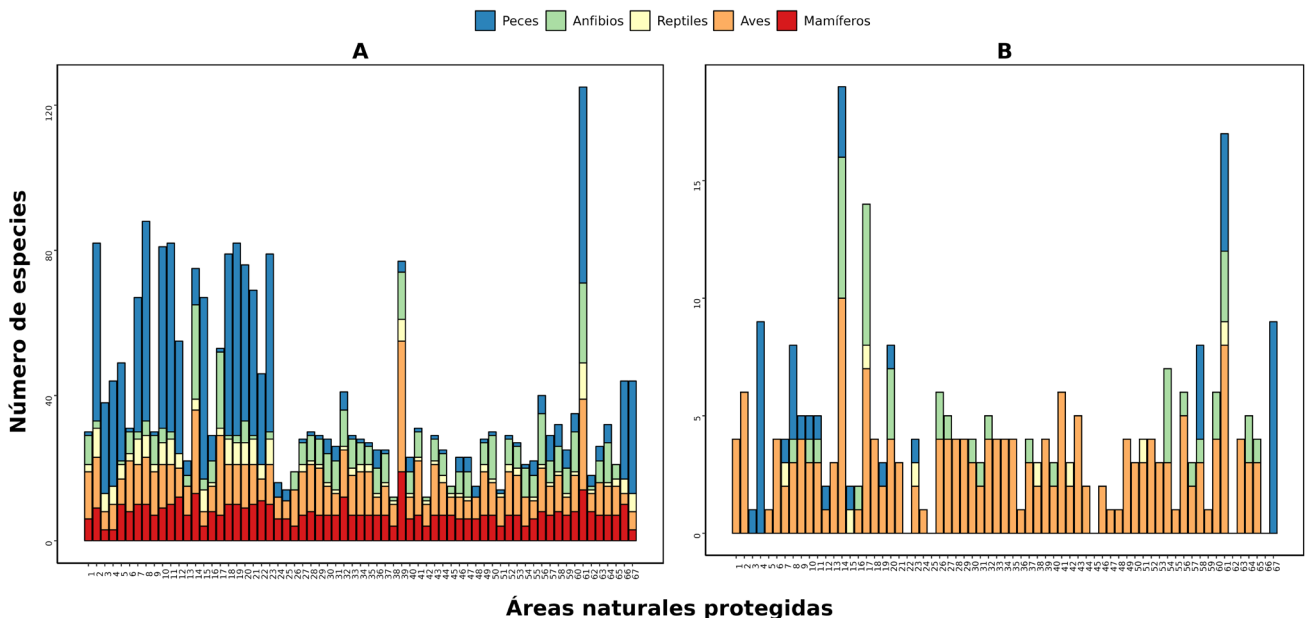 Peces Anfibios Reptiles Aves Mamíferos
A
B
Número de especies
120
80
40
0
15
10
5
0
1 2 3 4 5 6 7 8 9 10 11 12 13 14 15 16 17 18 19 20 21 22 23 24 25 26 27 28 29 30 31 32 33 34 35 36 37 38 39 40 41 42 43 44 45 46 47 48 49 50 51 52 53 54 55 56 57 58 59 60 61 62 63 64 65 66 67
1 2 3 4 5 6 7 8 9 10 11 12 13 14 15 16 17 18 19 20 21 22 23 24 25 26 27 28 29 30 31 32 33 34 35 36 37 38 39 40 41 42 43 44 45 46 47 48 49 50 51 52 53 54 55 56 57 58 59 60 61 62 63 64 65 66 67
Áreas naturales protegidas